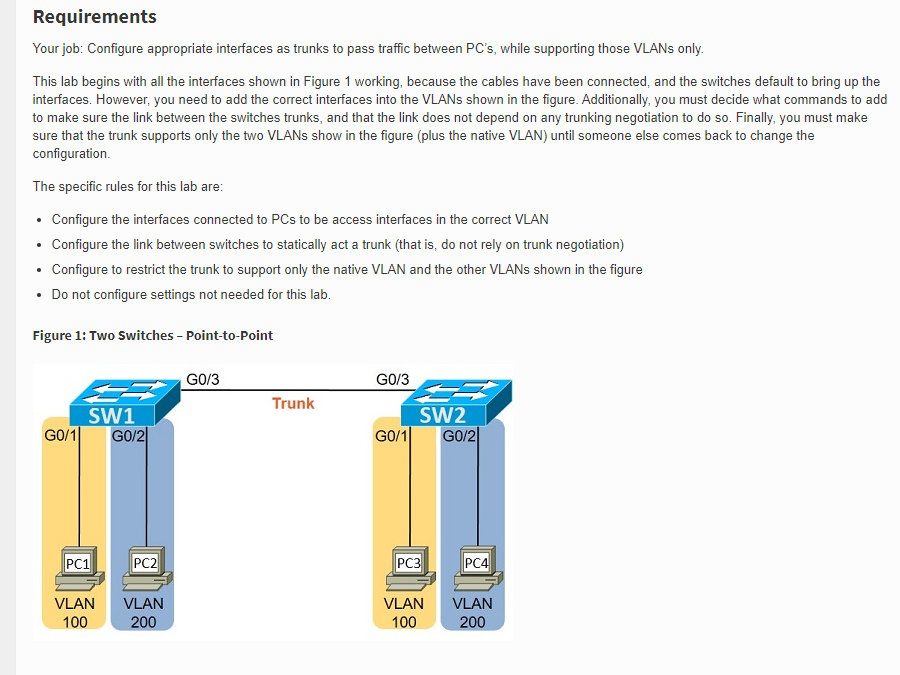 Requirements
Your job: Configure appropriate interfaces as trunks to pass traffic between PC's, while supporting those VLANs only.
This lab begins with all the interfaces shown in Figure 1 working, because the cables have been connected, and the switches default to bring up the
interfaces. However, you need to add the correct interfaces into the VLANs shown in the figure. Additionally, you must decide what commands to add
to make sure the link between the switches trunks, and that the link does not depend on any trunking negotiation to do so. Finally, you must make
sure that the trunk supports only the two VLANs show in the figure (plus the native VLAN) until someone else comes back to change the
configuration.
The specific rules for this lab are:
• Configure the interfaces connected to PCs to be access interfaces in the correct VLAN
• Configure the link between switches to statically act a trunk (that is, do not rely on trunk negotiation)
• Configure to restrict the trunk to support only the native VLAN and the other VLANs shown in the figure
• Do not configure settings not needed for this lab.
Figure 1: Two Switches – Point-to-Point
G0/3 G0/3
Trunk
SW1 SW2
G0/1 G0/2 G0/1 G0/2
PC1 PC2 PC3 PC4
VLAN VLAN VLAN VLAN
100 200 100 200